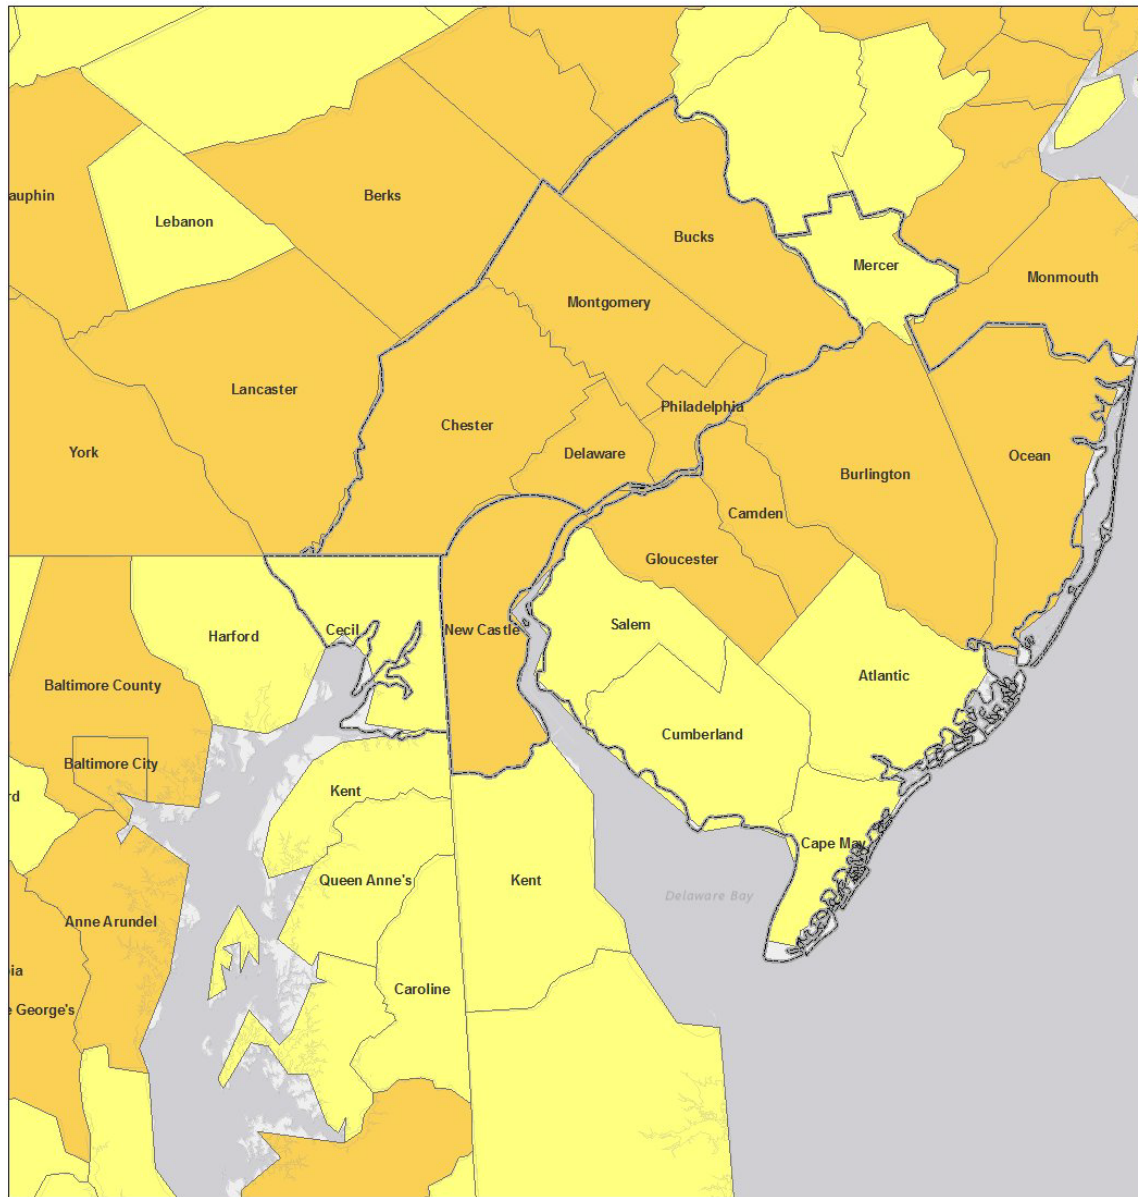 auphin
Berks
Lebanon
Bucks
Mercer
Monmouth
Montgomery
Lancaster
Philadelphia
Chester
York
Delaware
Ocean
Burlington
Camden
Gloucester
Salem
New Castle
Cecil
Harford
Baltimore County
Atlantic
Cumberland
Baltimore City
Kent
rd
Cape May
Queen Anne's
Kent
Delaware Bay
Anne Arundel
ia
Caroline
e George's